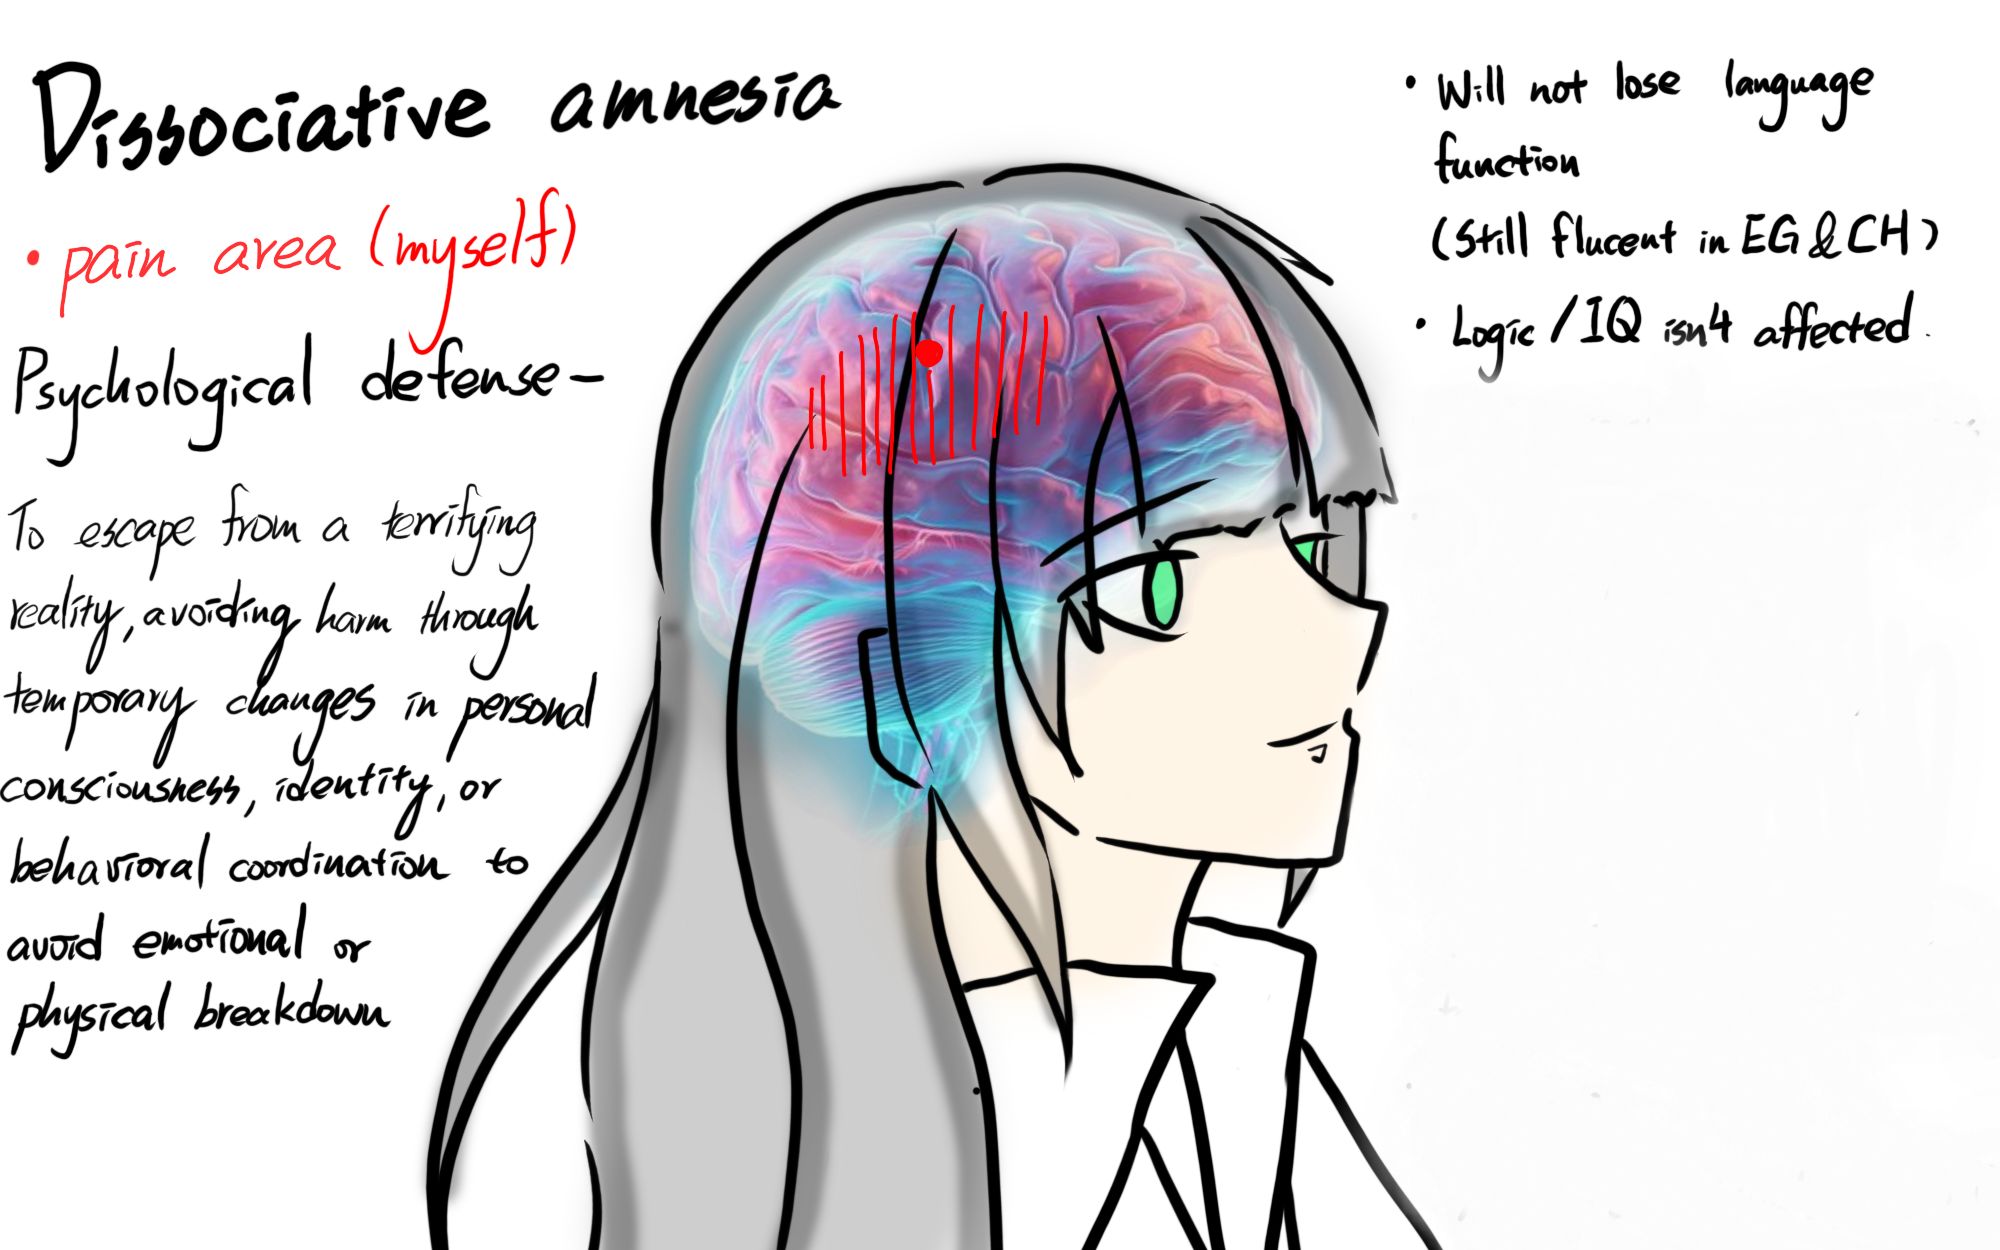 Dissociative amnesia
• pain area (myself)
Psychological defense—
To escape from a terrifying
reality, avoiding harm through
temporary changes in personal
consciousness, identity, or
behavioral coordination to
avoid emotional or
physical breakdown
• Will not lose language
function
(Still flucent in EG & CH)
• Logic / IQ isn4 affected.